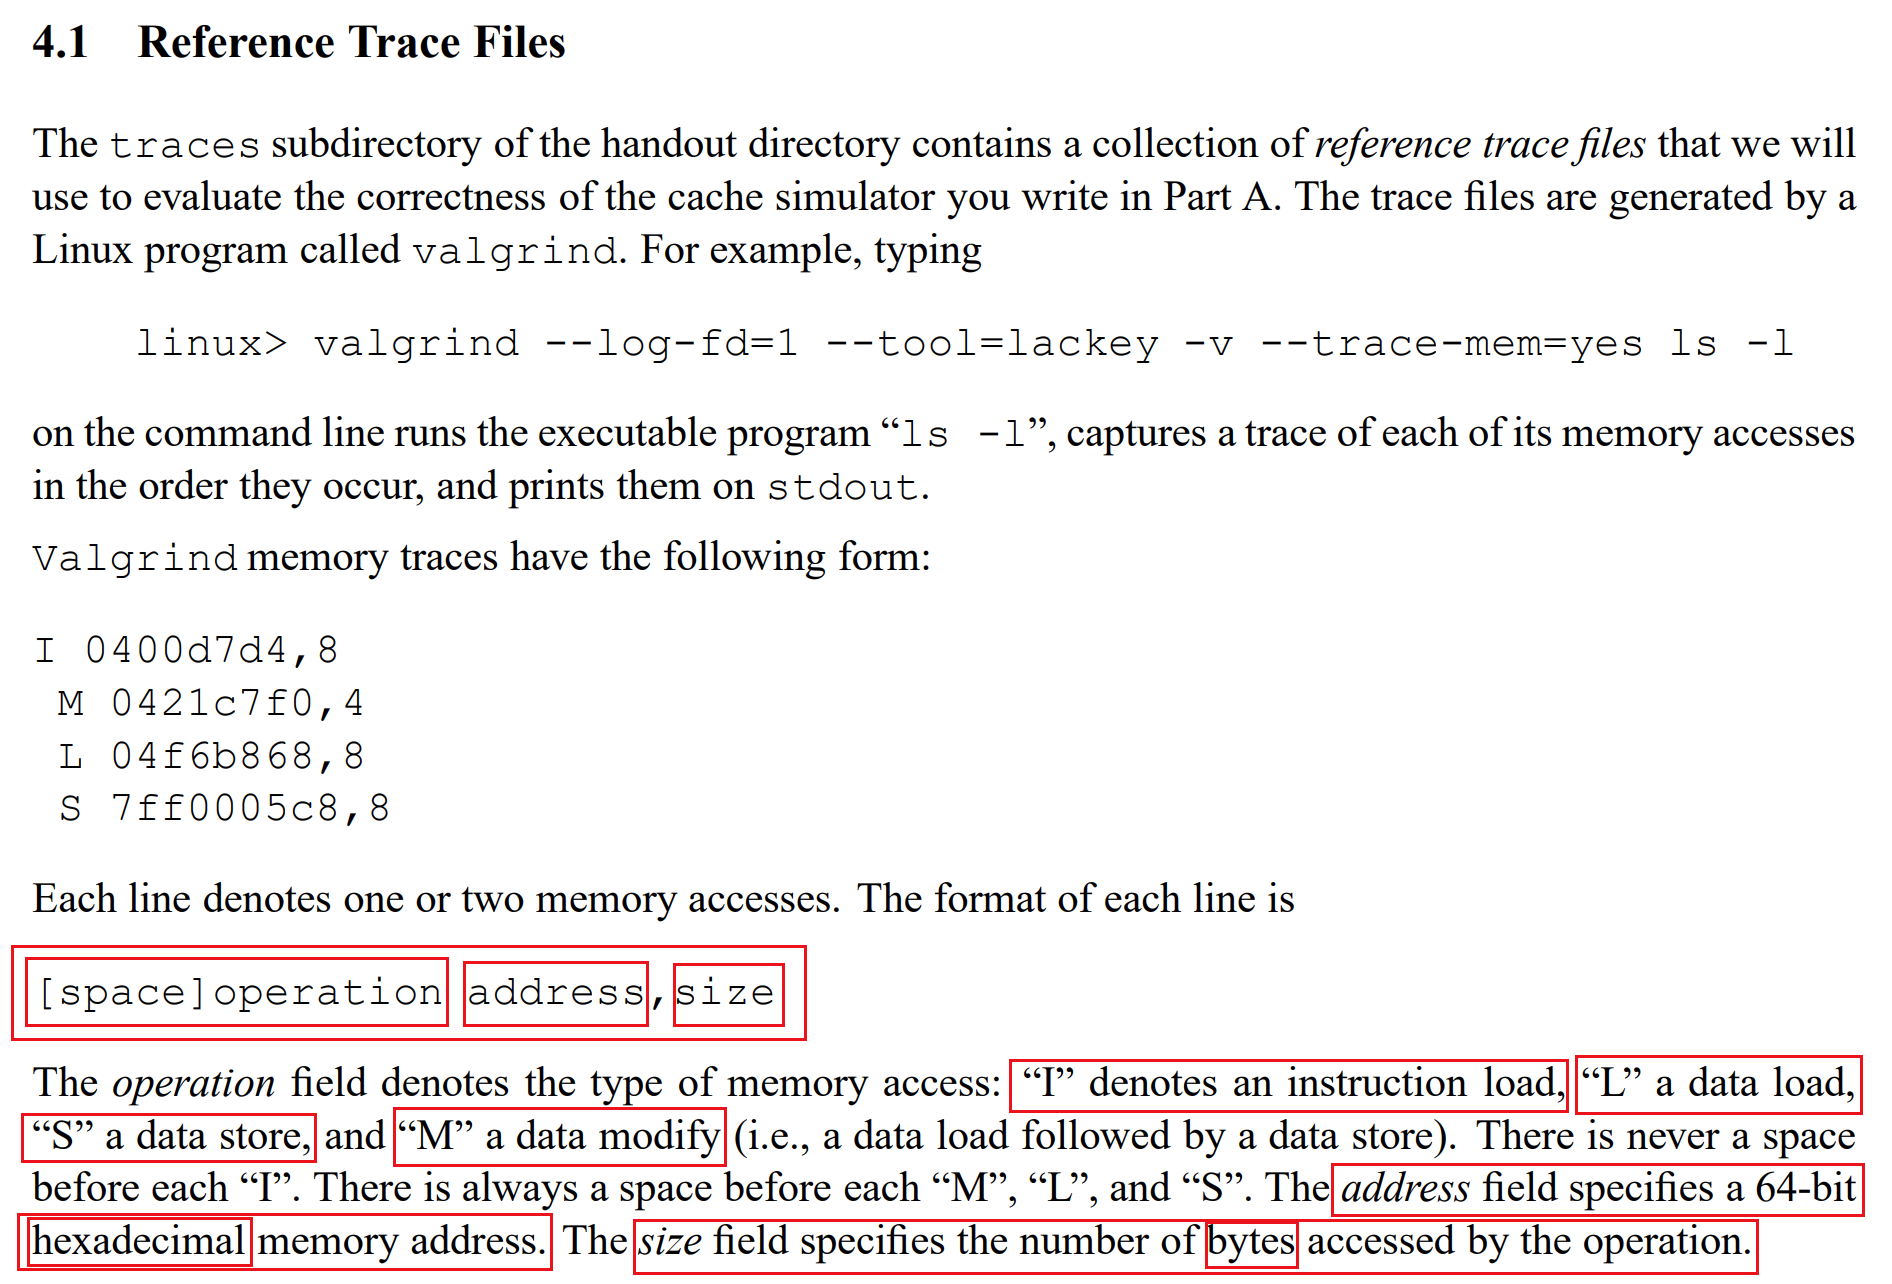 4.1 Reference Trace Files
The traces subdirectory of the handout directory contains a collection of reference trace files that we will
use to evaluate the correctness of the cache simulator you write in Part A. The trace files are generated by a
Linux program called valgrind. For example, typing
linux> valgrind --log-fd=1 --tool=lackey -v --trace-mem=yes ls -l
on the command line runs the executable program “ls -l”, captures a trace of each of its memory accesses
in the order they occur, and prints them on stdout.
Valgrind memory traces have the following form:
I 0400d7d4,8
 M 0421c7f0,4
 L 04f6b868,8
 S 7ff0005c8,8
Each line denotes one or two memory accesses. The format of each line is
[space]operation address,size
The operation field denotes the type of memory access: “I” denotes an instruction load, “L” a data load,
“S” a data store, and “M” a data modify (i.e., a data load followed by a data store). There is never a space
before each “I”. There is always a space before each “M”, “L”, and “S”. The address field specifies a 64-bit
hexadecimal memory address. The size field specifies the number of bytes accessed by the operation.